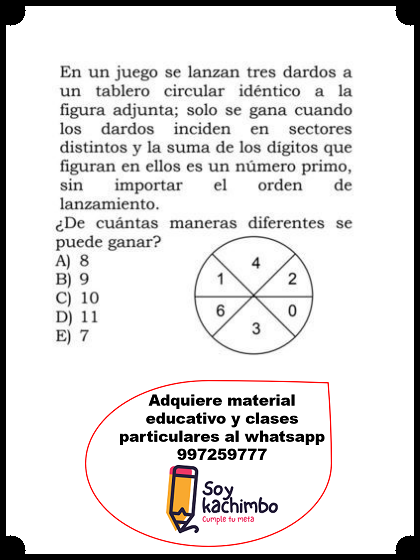 En un juego se lanzan tres dardos a
un tablero circular idéntico a la
figura adjunta; solo se gana cuando
los dardos inciden en sectores
distintos y la suma de los dígitos que
figuran en ellos es un número primo,
sin importar el orden de
lanzamiento.
¿De cuántas maneras diferentes se
puede ganar?
A) 8
B) 9
C) 10
D) 11
E) 7
4
1 2
6 0
3
Adquiere material
educativo y clases
particulares al whatsapp
997259777
Soy
kachimbo
Cumple tu meta